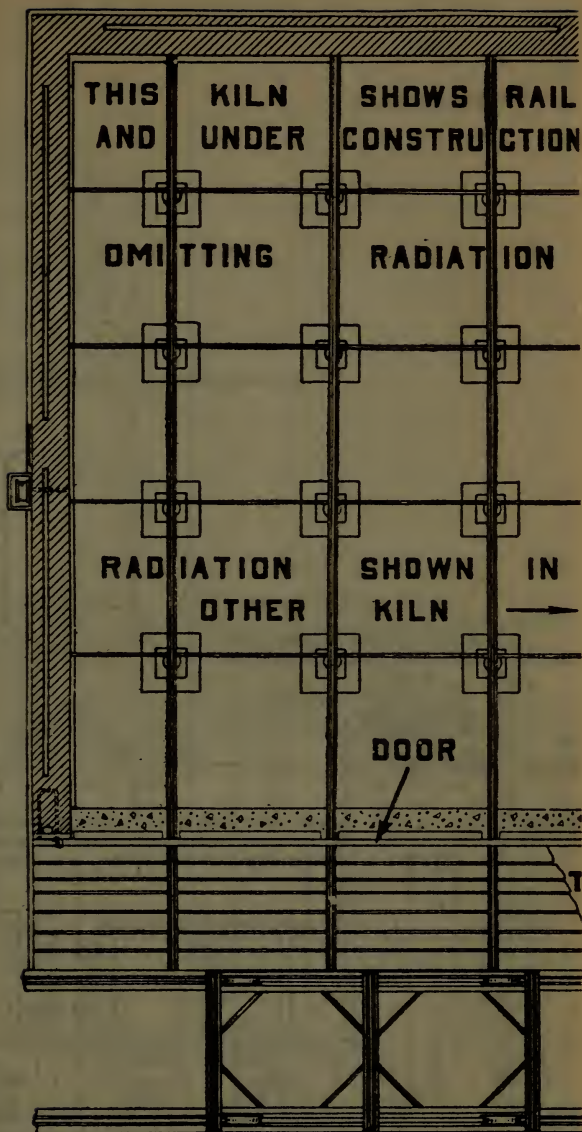 THIS KILN SHOWS RAIL
AND UNDER CONSTRUCTION
OMITTING RADIATION
RADIATION SHOWN IN
OTHER KILN
DOOR
T